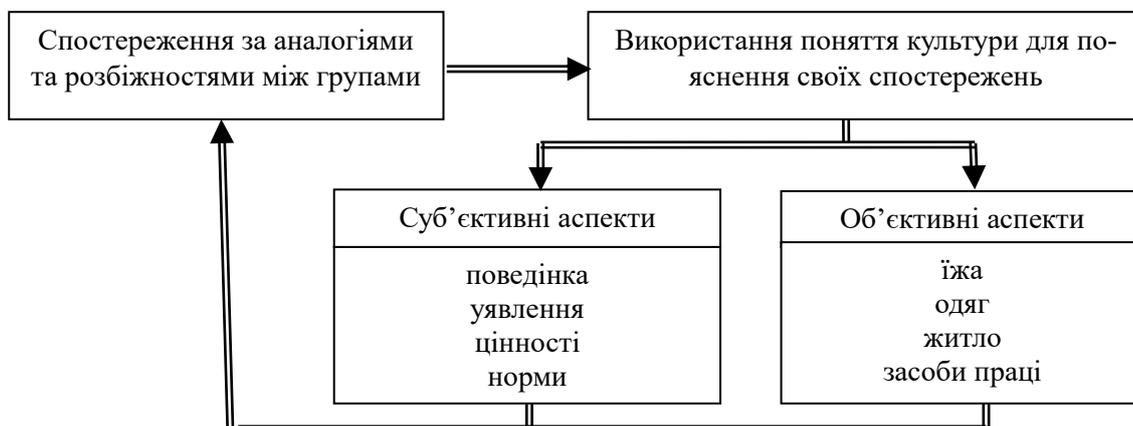 Спостереження за аналогіями
та розбіжностями між групами
Використання поняття культури для по-
яснення своїх спостережень
Суб’єктивні аспекти
поведінка
уявлення
цінності
норми
Об’єктивні аспекти
їжа
одяг
житло
засоби праці